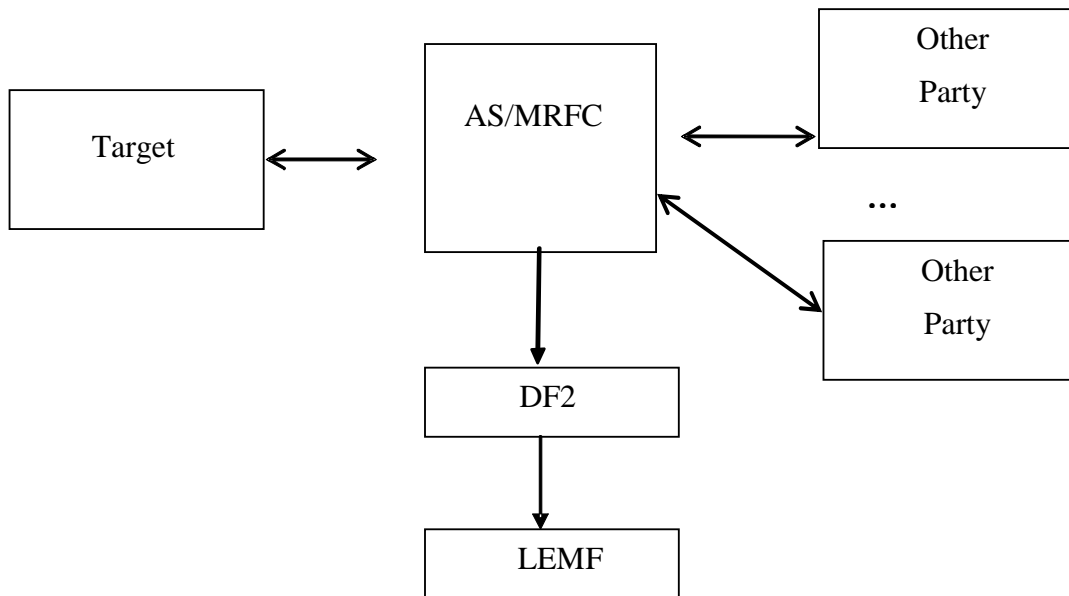 Target
AS/MRFC
Other
Party
...
Other
Party
DF2
LEMF